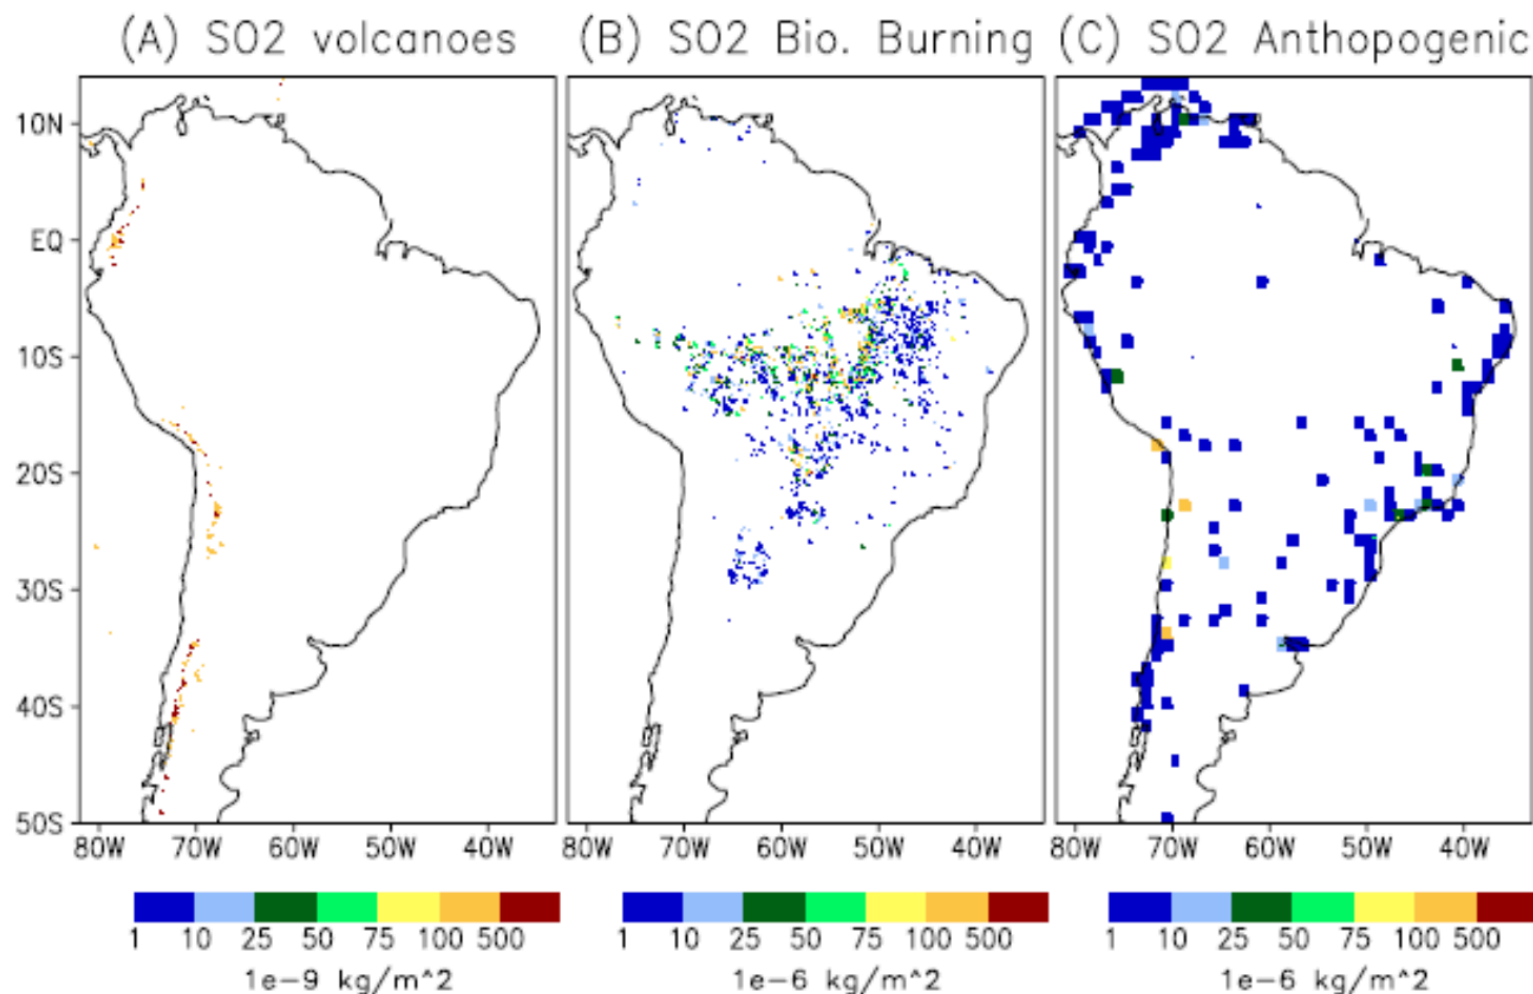 (A) SO2 volcanoes
(B) SO2 Bio. Burning
(C) SO2 Anthopogenic
10N
EQ
10S
20S
30S
40S
50S
80W 70W 60W 50W 40W
80W 70W 60W 50W 40W
80W 70W 60W 50W 40W
1 10 25 50 75 100 500
1 10 25 50 75 100 500
1 10 25 50 75 100 500
1e-9 kg/m^2
1e-6 kg/m^2
1e-6 kg/m^2